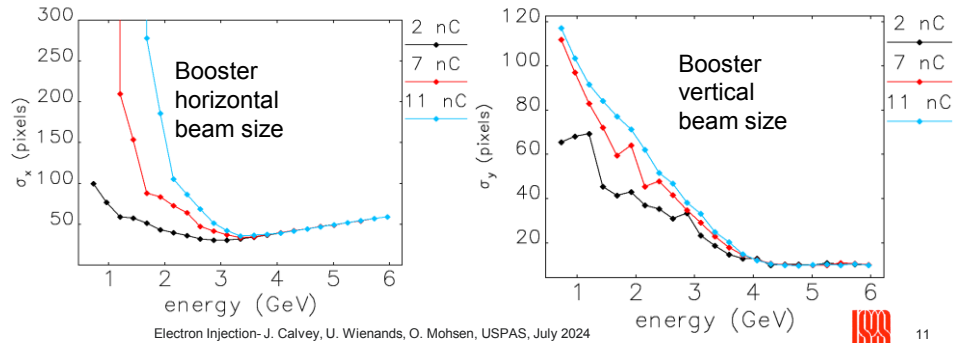 300
250
200
150
100
50
σx (pixels)
1 2 3 4 5 6
energy (GeV)
Booster
horizontal
beam size
2 nC
7 nC
11 nC
120
100
80
60
40
20
σy (pixels)
1 2 3 4 5 6
energy (GeV)
Booster
vertical
beam size
2 nC
7 nC
11 nC
Electron Injection- J. Calvey, U. Wienands, O. Mohsen, USPAS, July 2024
11